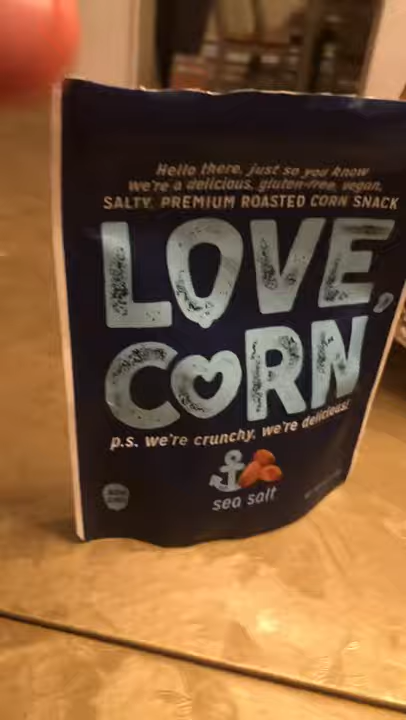 Hello there, just so you know
we're a delicious, gluten-free, vegan,
SALTY, PREMIUM ROASTED CORN SNACK
LOVE,
CORN
p.s. we're crunchy, we're delicious!
sea salt